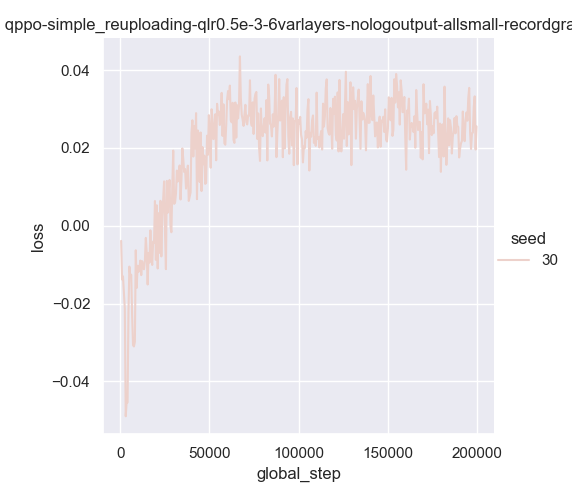 qppo-simple_reuploading-qlr0.5e-3-6varlayers-nologoutput-allsmall-recordgra
0.04
0.02
0.00
−0.02
−0.04
loss
seed
30
0
50000
100000
150000
200000
global_step